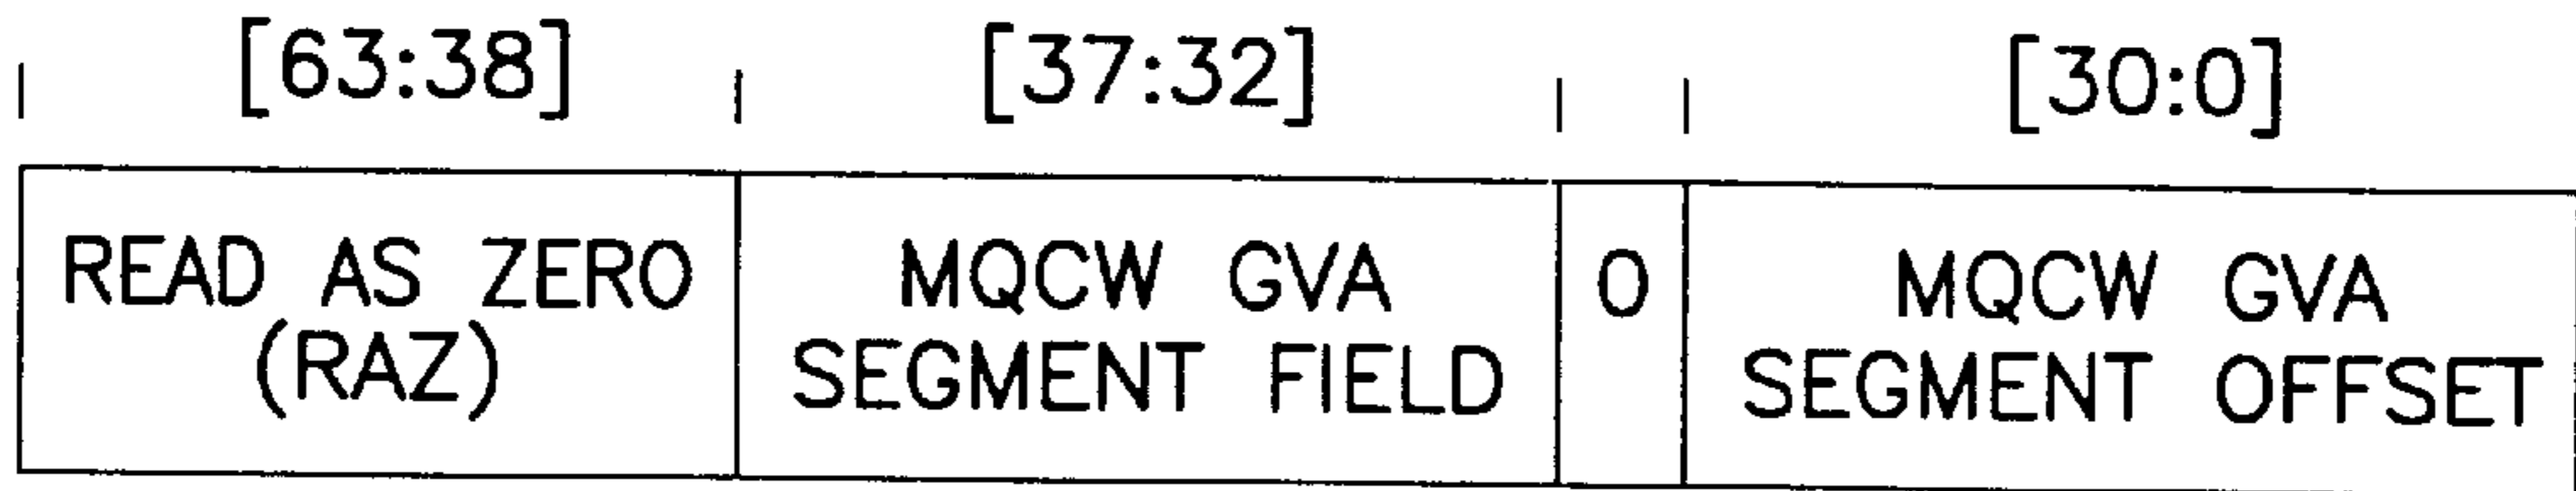 [63:38] [37:32] [30:0]
READ AS ZERO
(RAZ)
MQCW GVA
SEGMENT FIELD
0
MQCW GVA
SEGMENT OFFSET